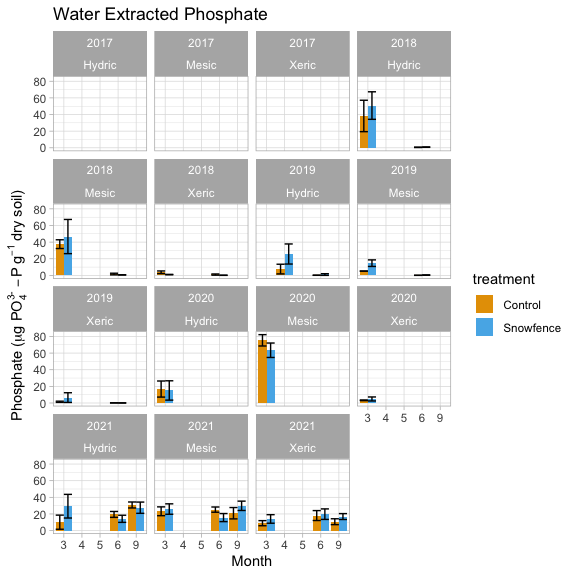 Water Extracted Phosphate
2017 2017 2017 2018
Hydric Mesic Xeric Hydric
80
60
40
20
0
2018 2018 2019 2019
Mesic Xeric Hydric Mesic
80
60
40
20
0
2019 2020 2020 2020
Xeric Hydric Mesic Xeric
80
60
40
20
0
3 4 5 6 9
2021 2021 2021
Hydric Mesic Xeric
80
60
40
20
0
3 4 5 6 9 3 4 5 6 9 3 4 5 6 9
Month
Phosphate (μg PO₄³⁻ – P g⁻¹ dry soil)
treatment
Control
Snowfence